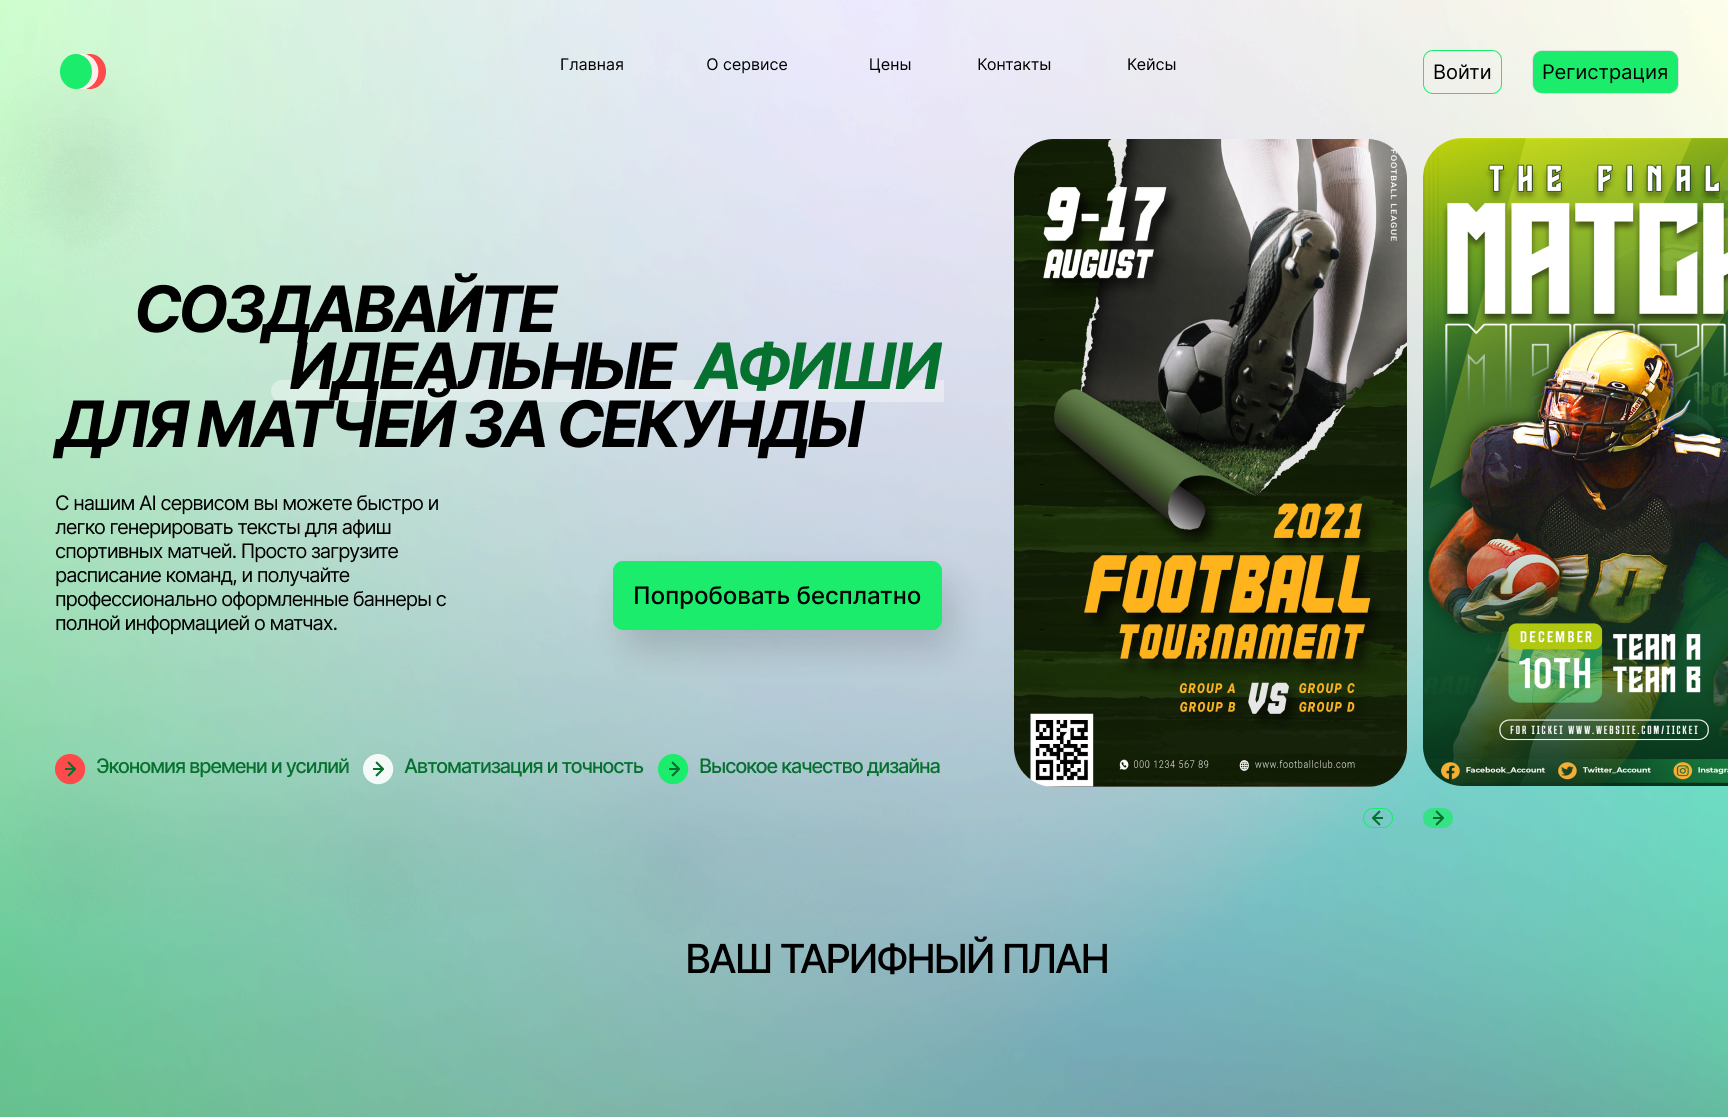 Главная
О сервисе
Цены
Контакты
Кейсы
Войти
Регистрация
СОЗДАВАЙТЕ
ИДЕАЛЬНЫЕ АФИШИ
ДЛЯ МАТЧЕЙ ЗА СЕКУНДЫ
С нашим AI сервисом вы можете быстро и
легко генерировать тексты для афиш
спортивных матчей. Просто загрузите
расписание команд, и получайте
профессионально оформленные баннеры с
полной информацией о матчах.
Попробовать бесплатно
Экономия времени и усилий
Автоматизация и точность
Высокое качество дизайна
9-17
AUGUST
FOOTBALL LEAGUE
2021
FOOTBALL
TOURNAMENT
GROUP A
GROUP B
VS
GROUP C
GROUP D
000 1234 567 89
www.footballclub.com
THE FINAL
MATCH
DECEMBER
10TH
TEAM A
TEAM B
FOR TICKET WWW.WEBSITE.COM/TICKET
Facebook_Account
Twitter_Account
Instagr
ВАШ ТАРИФНЫЙ ПЛАН